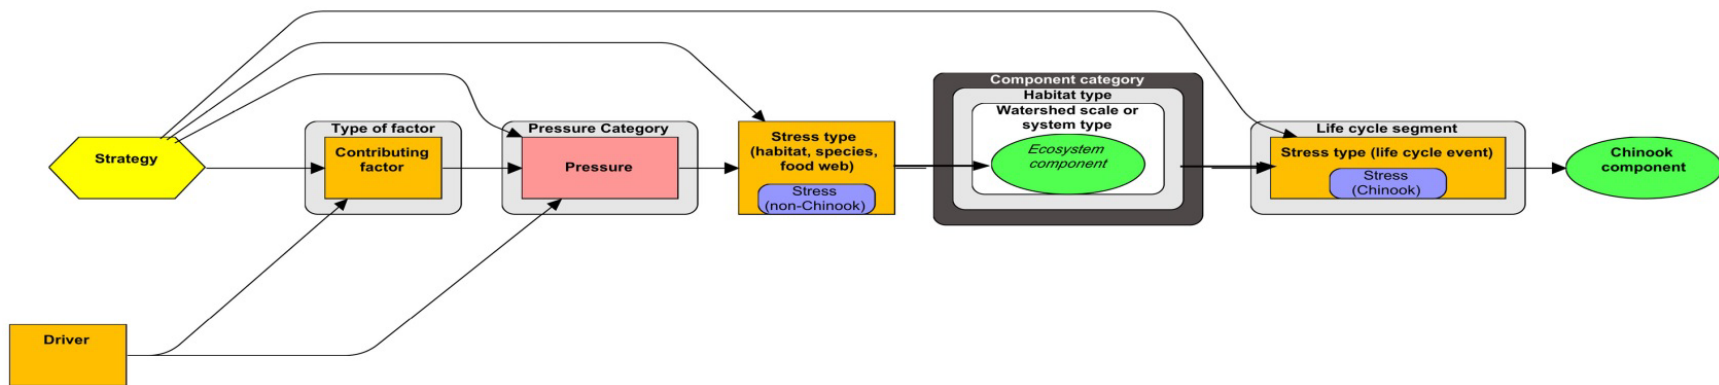 Strategy
Type of factor
Contributing
factor
Pressure Category
Pressure
Stress type
(habitat, species,
food web)
Stress
(non-Chinook)
Component category
Habitat type
Watershed scale or
system type
Ecosystem
component
Life cycle segment
Stress type (life cycle event)
Stress
(Chinook)
Chinook
component
Driver